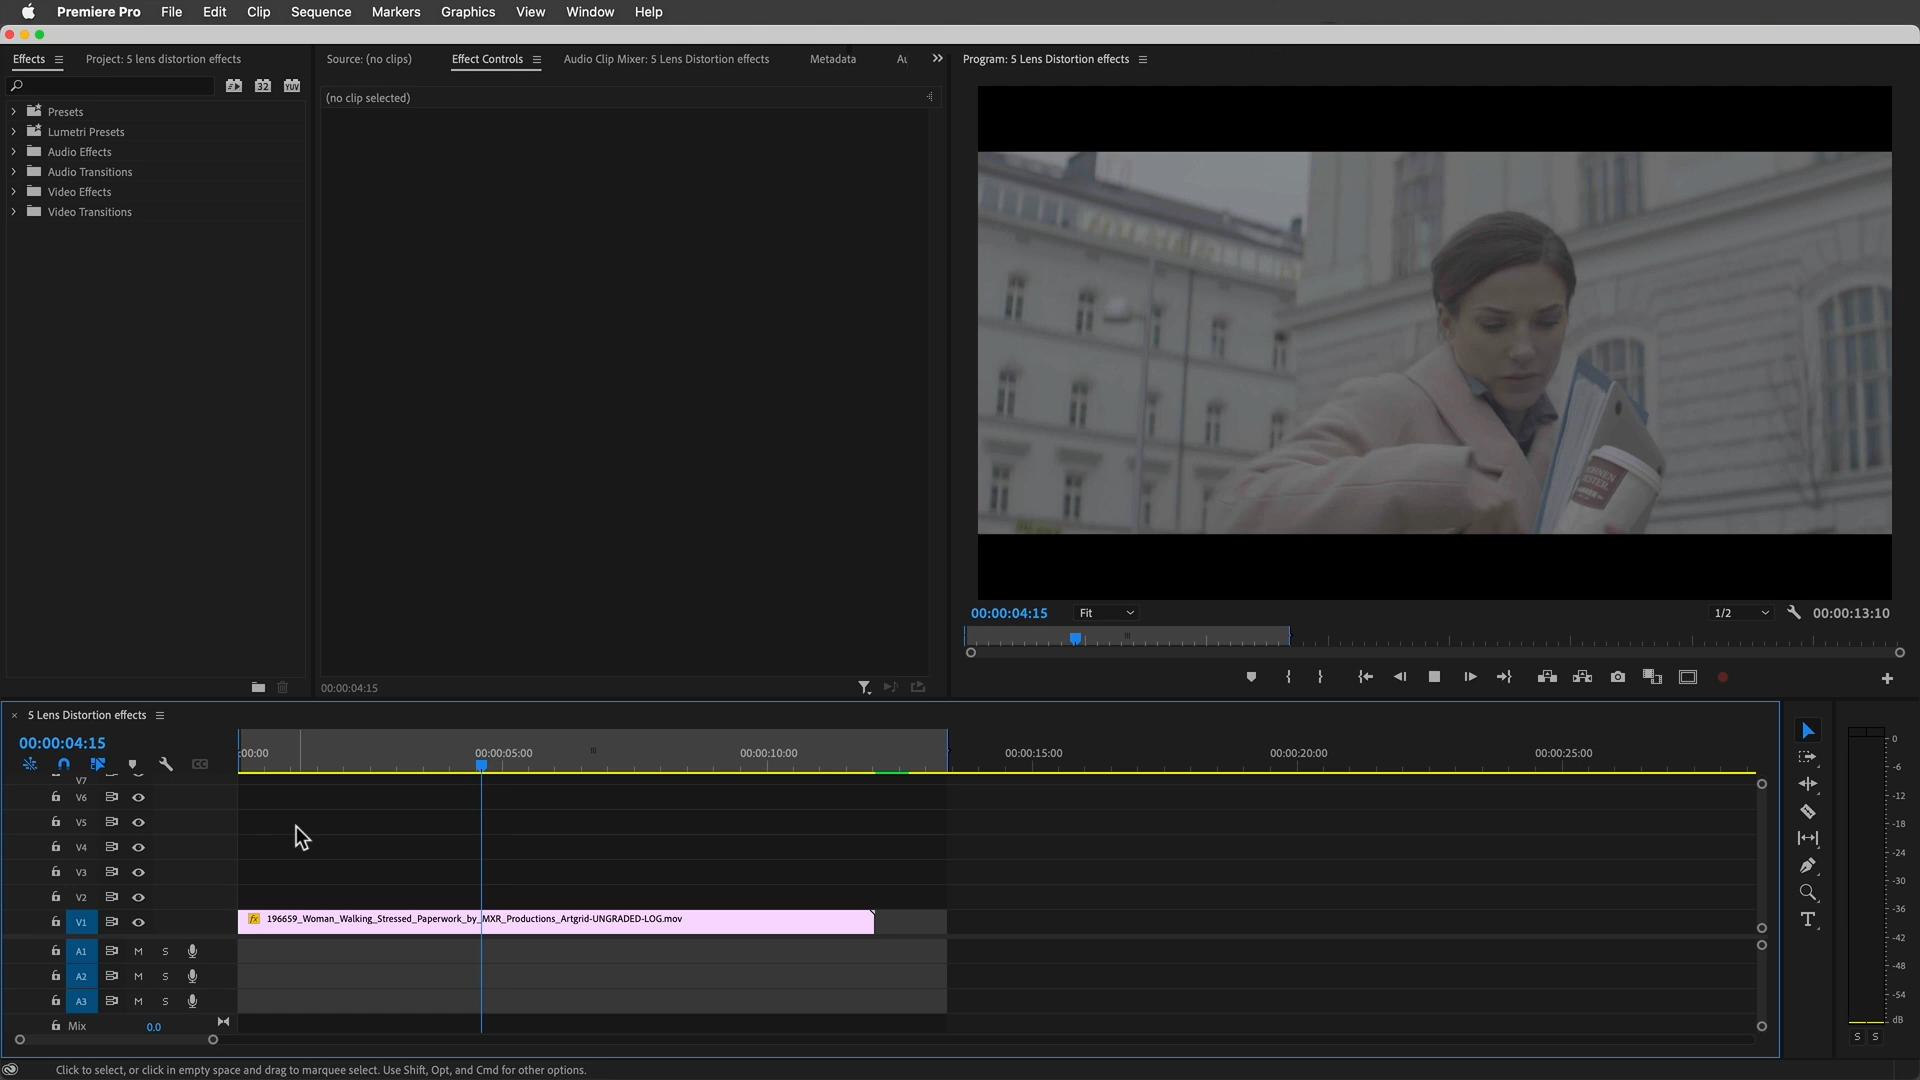 Premiere Pro File Edit Clip Sequence Markers Graphics View Window Help
Effects Project: 5 lens distortion effects Source: (no clips) Effect Controls Audio Clip Mixer: 5 Lens Distortion effects Metadata Program: 5 Lens Distortion effects
32 YUV
(no clip selected)
Presets
Lumetri Presets
Audio Effects
Audio Transitions
Video Effects
Video Transitions
00:00:04:15 Fit 1/2 00:00:13:10
00:00:04:15
5 Lens Distortion effects
00:00:04:15
:00:00 00:00:05:00 00:00:10:00 00:00:15:00 00:00:20:00 00:00:25:00
V7
V6
V5
V4
V3
V2
V1 fx 196659_Woman_Walking_Stressed_Paperwork_by_MXR_Productions_Artgrid-UNGRADED-LOG.mov
A1 M S
A2 M S
A3 M S
Mix 0.0
0
-6
-12
-18
-24
-30
-36
-42
-48
-54
dB
S S
Click to select, or click in empty space and drag to marquee select. Use Shift, Opt, and Cmd for other options.